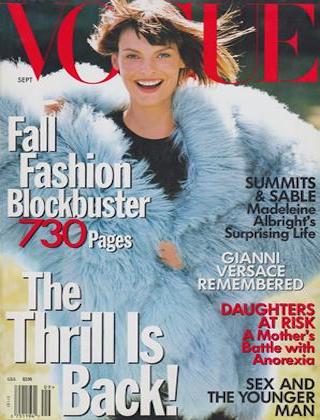 VOGUE
SEPT
Fall
Fashion
Blockbuster
730 Pages
SUMMITS
& SABLE
Madeleine
Albright's
Surprising Life
GIANNI
VERSACE
REMEMBERED
DAUGHTERS
AT RISK
A Mother's
Battle with
Anorexia
SEX AND
THE YOUNGER
MAN
The
Thrill Is
Back!